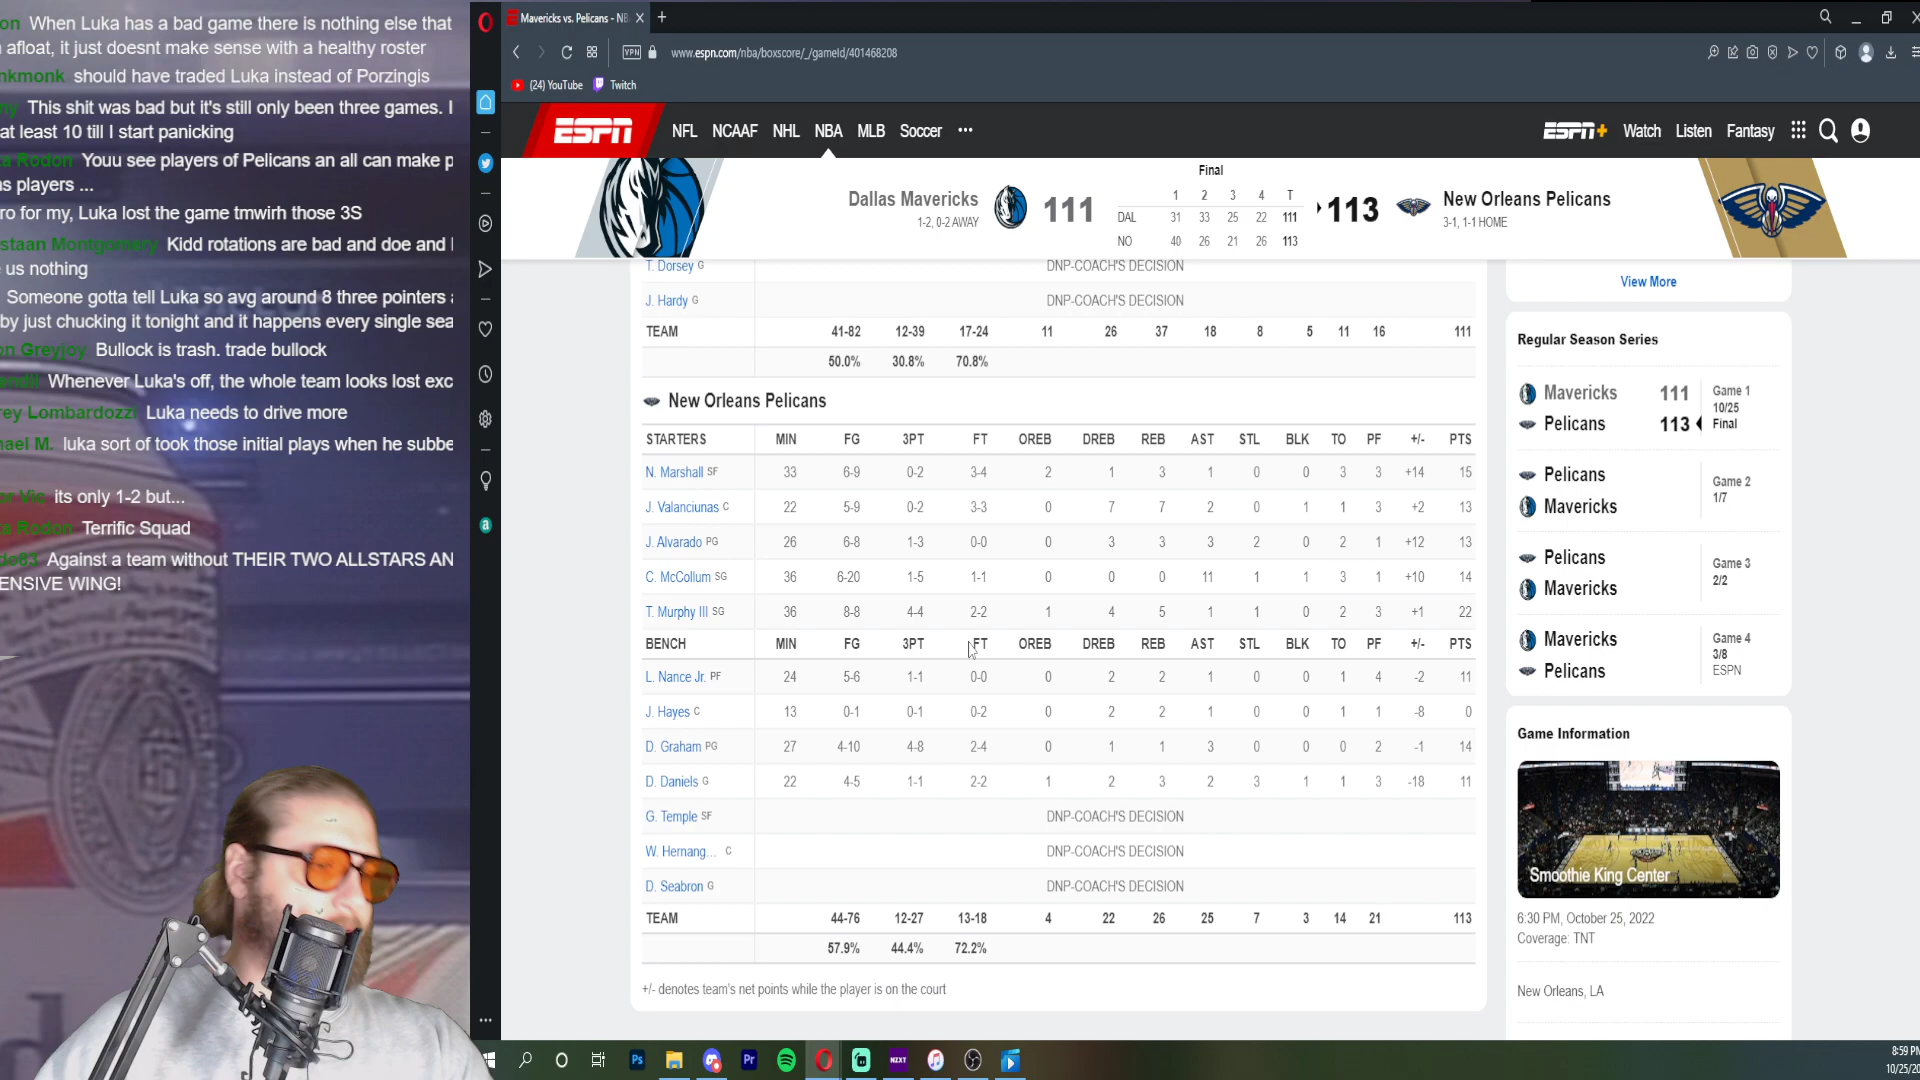 on When Luka has a bad game there is nothing else that
afloat, it just doesnt make sense with a healthy roster
nkmonk should have traded Luka instead of Porzingis
This shit was bad but it's still only been three games. I
at least 10 till I start panicking
a Rodon Youu see players of Pelicans an all can make p
s players ...
ro for my, Luka lost the game tmwirh those 3S
staan Montgomery Kidd rotations are bad and doe and
us nothing
Someone gotta tell Luka so avg around 8 three pointers
by just chucking it tonight and it happens every single sea
on Greyjoy Bullock is trash. trade bullock
Whenever Luka's off, the whole team looks lost exc
rey Lombardozzi Luka needs to drive more
ael M. luka sort of took those initial plays when he subbe
its only 1-2 but...
a Rodon Terrific Squad
Against a team without THEIR TWO ALLSTARS AN
ENSIVE WING!
Mavericks vs. Pelicans - NB
VPN www.espn.com/nba/boxscore/_/gameId/401468208
(24) YouTube Twitch
ESPN NFL NCAAF NHL NBA MLB Soccer ••• ESPN+ Watch Listen Fantasy
Final
Dallas Mavericks 111 1 2 3 4 T 113 New Orleans Pelicans
1-2, 0-2 AWAY DAL 31 33 25 22 111 3-1, 1-1 HOME
NO 40 26 21 26 113
T. Dorsey G DNP-COACH'S DECISION
J. Hardy G DNP-COACH'S DECISION
TEAM 41-82 12-39 17-24 11 26 37 18 8 5 11 16 111
50.0% 30.8% 70.8%
New Orleans Pelicans
STARTERS MIN FG 3PT FT OREB DREB REB AST STL BLK TO PF +/- PTS
N. Marshall SF 33 6-9 0-2 3-4 2 1 3 1 0 0 3 3 +14 15
J. Valanciunas C 22 5-9 0-2 3-3 0 7 7 2 0 1 1 3 +2 13
J. Alvarado PG 26 6-8 1-3 0-0 0 3 3 3 2 0 2 1 +12 13
C. McCollum SG 36 6-20 1-5 1-1 0 0 0 11 1 1 3 1 +10 14
T. Murphy III SG 36 8-8 4-4 2-2 1 4 5 1 1 0 2 3 +1 22
BENCH MIN FG 3PT FT OREB DREB REB AST STL BLK TO PF +/- PTS
L. Nance Jr. PF 24 5-6 1-1 0-0 0 2 2 1 0 0 1 4 -2 11
J. Hayes C 13 0-1 0-1 0-2 0 2 2 1 0 0 1 1 -8 0
D. Graham PG 27 4-10 4-8 2-4 0 1 1 3 0 0 0 2 -1 14
D. Daniels G 22 4-5 1-1 2-2 1 2 3 2 3 1 1 3 -18 11
G. Temple SF DNP-COACH'S DECISION
W. Hernang... C DNP-COACH'S DECISION
D. Seabron G DNP-COACH'S DECISION
TEAM 44-76 12-27 13-18 4 22 26 25 7 3 14 21 113
57.9% 44.4% 72.2%
+/- denotes team's net points while the player is on the court
View More
Regular Season Series
Mavericks 111 Game 1
10/25
Pelicans 113 Final
Pelicans Game 2
Mavericks 1/7
Pelicans Game 3
Mavericks 2/2
Mavericks Game 4
3/8
Pelicans ESPN
Game Information
Smoothie King Center
6:30 PM, October 25, 2022
Coverage: TNT
New Orleans, LA
Ps Pr NZXT
8:59 PM
10/25/20